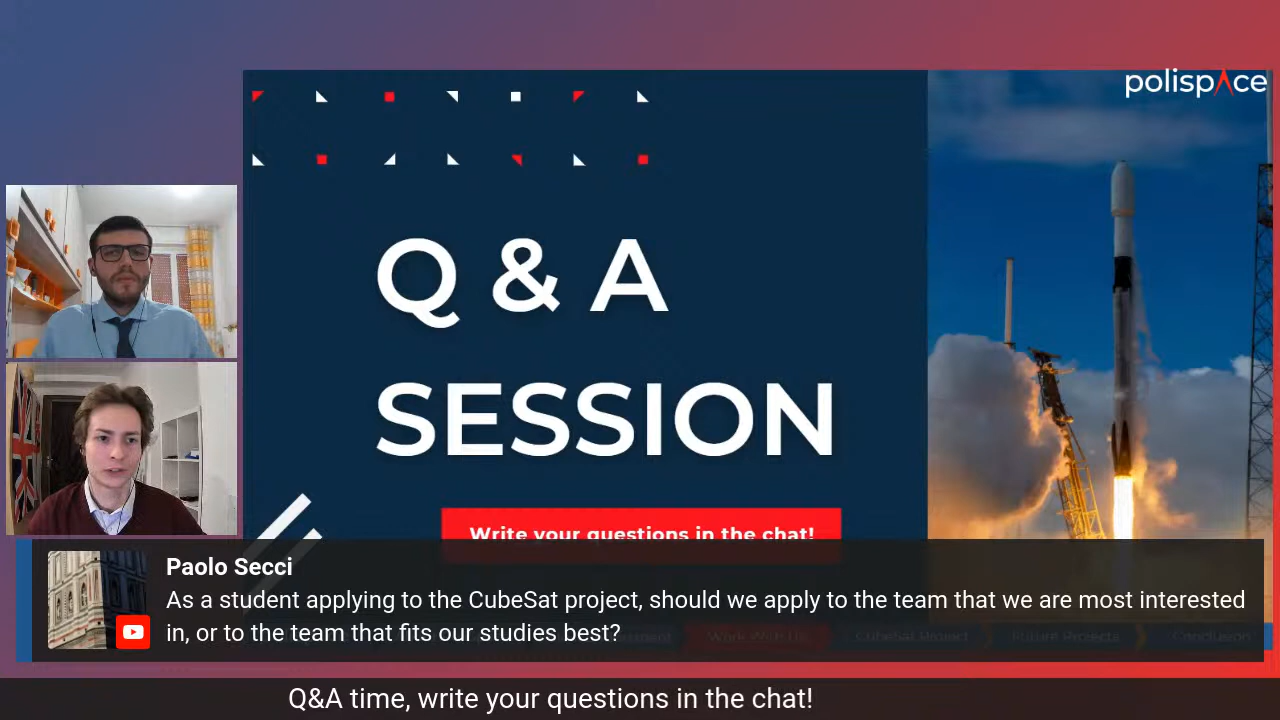 polispace
Q & A
SESSION
Write your questions in the chat!
Paolo Secci
As a student applying to the CubeSat project, should we apply to the team that we are most interested
in, or to the team that fits our studies best?
Work With Us CubeSat Project Future Projects Conclusion
Q&A time, write your questions in the chat!